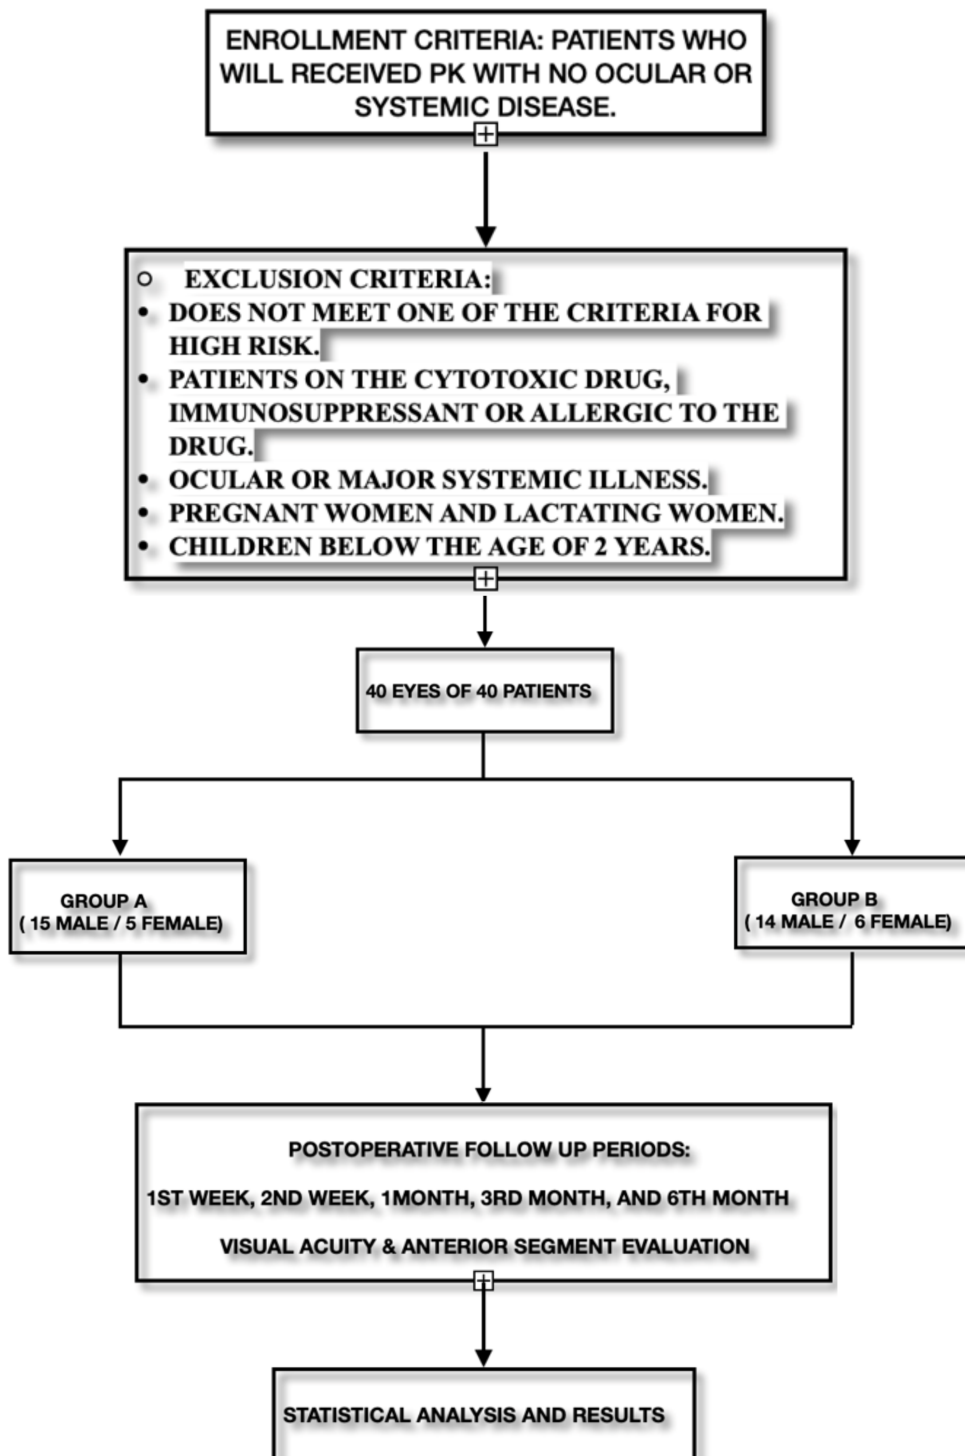 ENROLLMENT CRITERIA: PATIENTS WHO
WILL RECEIVED PK WITH NO OCULAR OR
SYSTEMIC DISEASE.
EXCLUSION CRITERIA:
DOES NOT MEET ONE OF THE CRITERIA FOR
HIGH RISK.
PATIENTS ON THE CYTOTOXIC DRUG,
IMMUNOSUPPRESSANT OR ALLERGIC TO THE
DRUG.
OCULAR OR MAJOR SYSTEMIC ILLNESS.
PREGNANT WOMEN AND LACTATING WOMEN.
CHILDREN BELOW THE AGE OF 2 YEARS.
40 EYES OF 40 PATIENTS
GROUP A
( 15 MALE / 5 FEMALE)
GROUP B
( 14 MALE /  6 FEMALE)
POSTOPERATIVE FOLLOW UP PERIODS:
1ST WEEK, 2ND WEEK, 1MONTH, 3RD MONTH, AND 6TH MONTH
VISUAL ACUITY & ANTERIOR SEGMENT EVALUATION
STATISTICAL ANALYSIS AND RESULTS